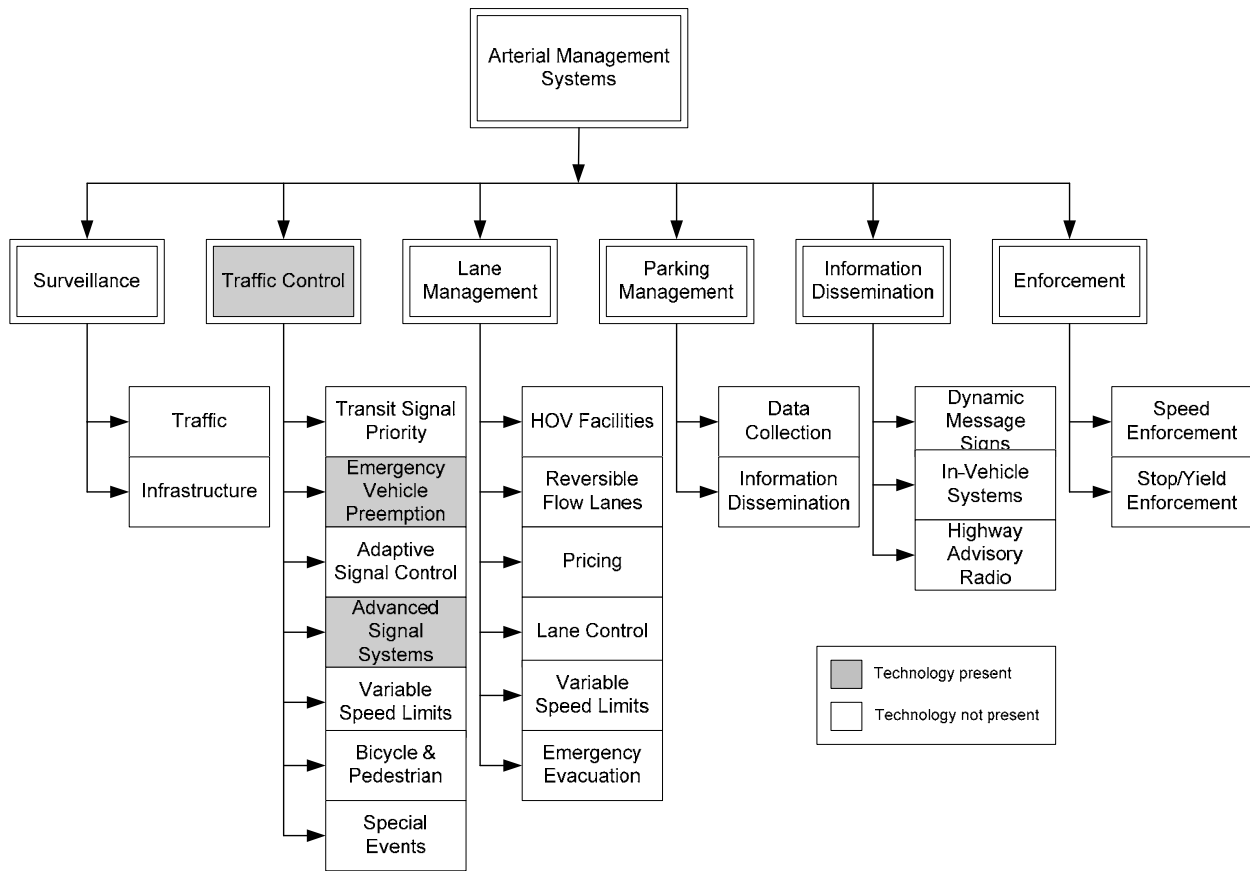 Arterial Management
Systems
Surveillance
Traffic Control
Lane
Management
Parking
Management
Information
Dissemination
Enforcement
Traffic
Infrastructure
Transit Signal
Priority
Emergency
Vehicle
Preemption
Adaptive
Signal Control
Advanced
Signal
Systems
Variable
Speed Limits
Bicycle &
Pedestrian
Special
Events
HOV Facilities
Reversible
Flow Lanes
Pricing
Lane Control
Variable
Speed Limits
Emergency
Evacuation
Data
Collection
Information
Dissemination
Dynamic
Message
Signs
In-Vehicle
Systems
Highway
Advisory
Radio
Speed
Enforcement
Stop/Yield
Enforcement
Technology present
Technology not present